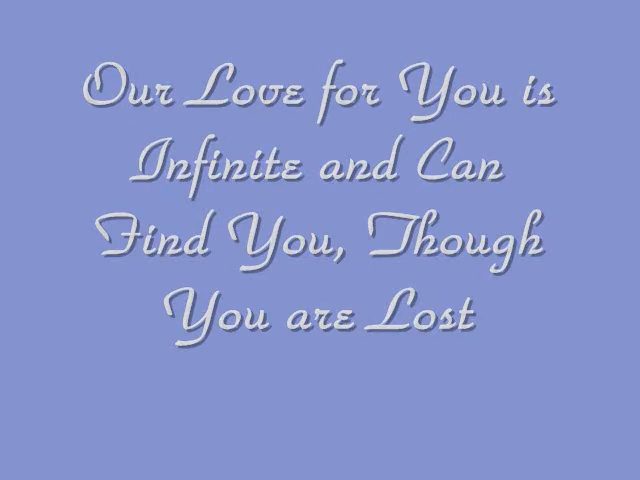 Our Love for You is
Infinite and Can
Find You, Though
You are Lost